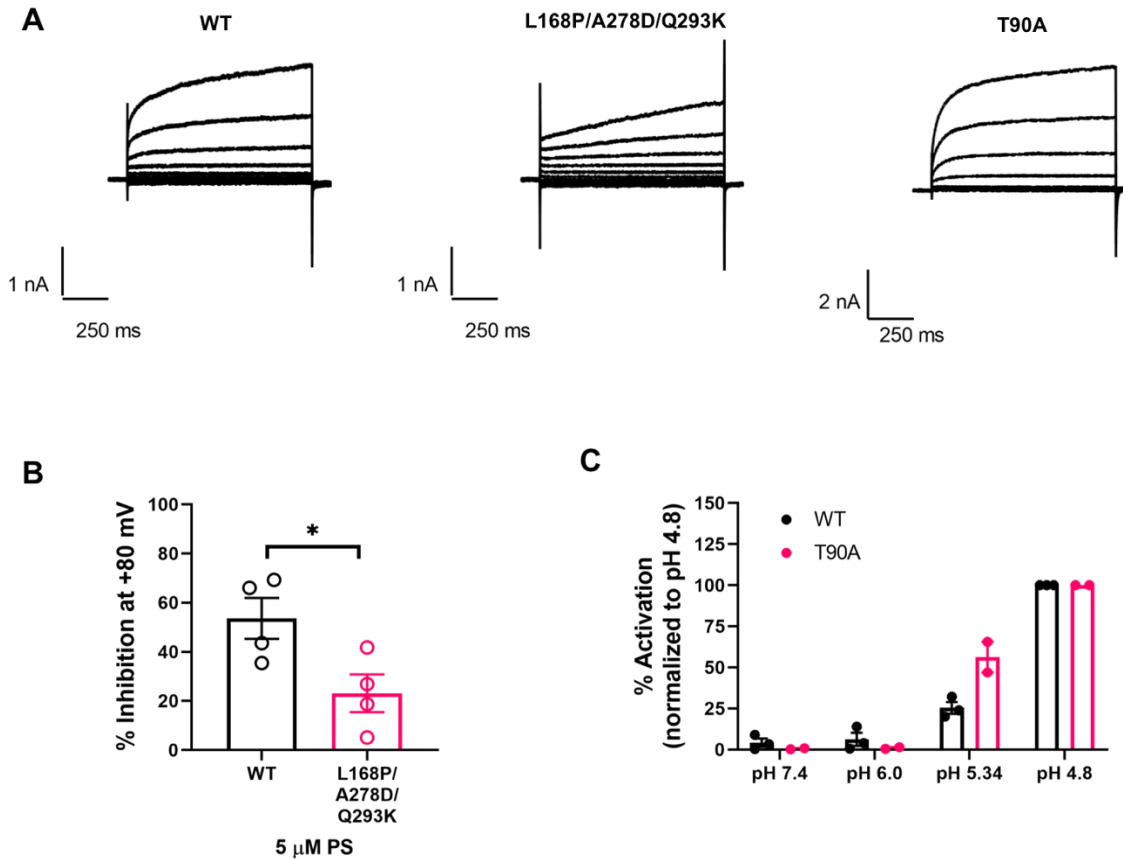 A
WT
L168P/A278D/Q293K
T90A
1 nA
250 ms
1 nA
250 ms
2 nA
250 ms
B
% Inhibition at +80 mV
100
80
60
40
20
0
*
WT
L168P/
A278D/
Q293K
5 μM PS
C
% Activation
(normalized to pH 4.8)
150
125
100
75
50
25
0
WT
T90A
pH 7.4
pH 6.0
pH 5.34
pH 4.8